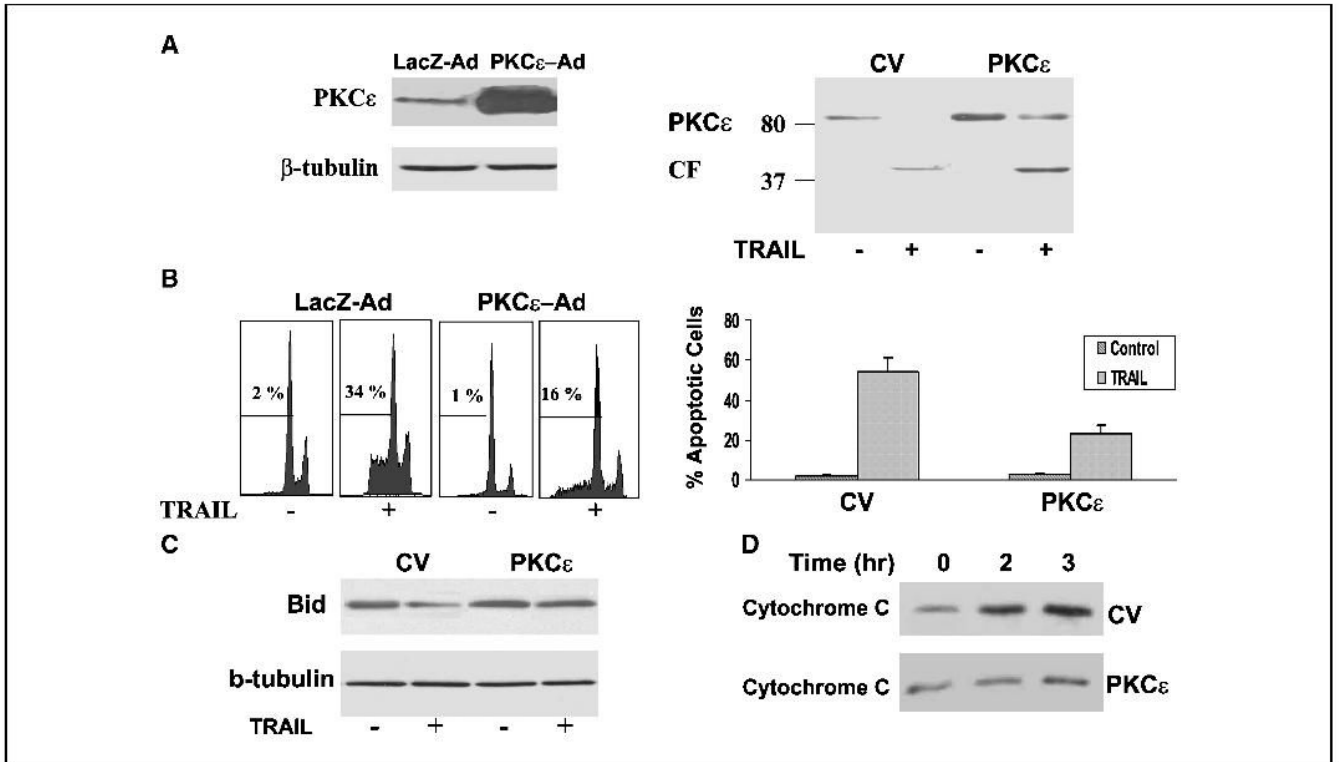 A
LacZ-Ad PKCε–Ad
PKCε
β-tubulin
CV PKCε
PKCε 80
CF 37
TRAIL - + - +
B
LacZ-Ad PKCε–Ad
2 % 34 % 1 % 16 %
TRAIL - + - +
% Apoptotic Cells
80
60
40
20
0
Control
TRAIL
CV PKCε
C
CV PKCε
Bid
b-tubulin
TRAIL - + - +
D
Time (hr) 0 2 3
Cytochrome C CV
Cytochrome C PKCε